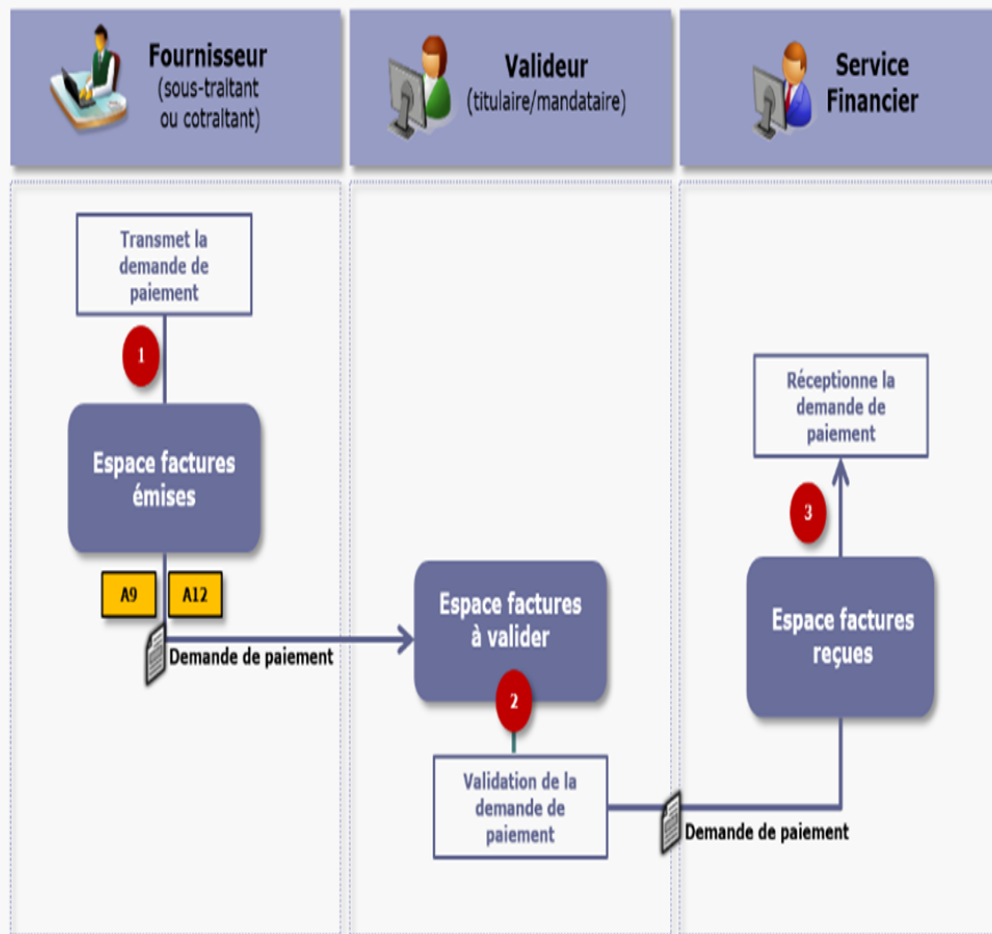 Fournisseur
(sous-traitant
ou cotraitant)
Valideur
(titulaire/mandataire)
Service
Financier
Transmet la
demande de
paiement
1
Espace factures
émises
A9
A12
Demande de paiement
Espace factures
à valider
2
Validation de la
demande de
paiement
Demande de paiement
Réceptionne la
demande de
paiement
3
Espace factures
reçues